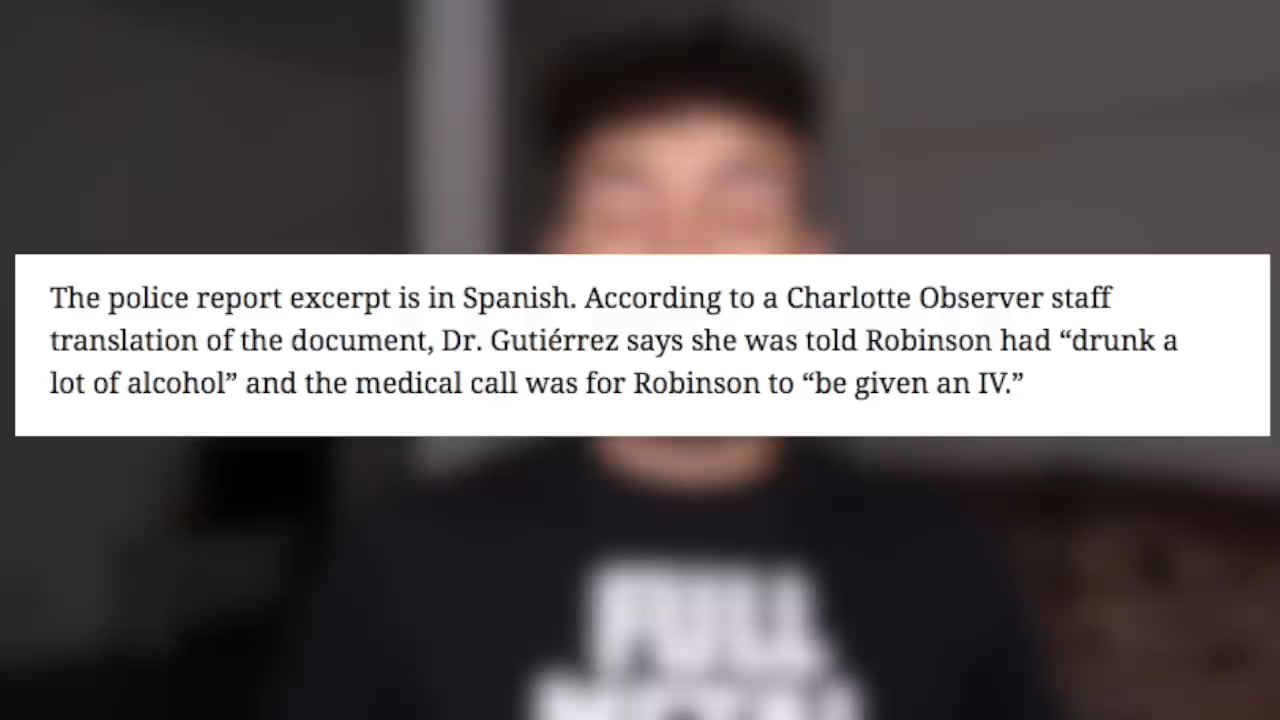 The police report excerpt is in Spanish. According to a Charlotte Observer staff
translation of the document, Dr. Gutiérrez says she was told Robinson had “drunk a
lot of alcohol” and the medical call was for Robinson to “be given an IV.”
FULL